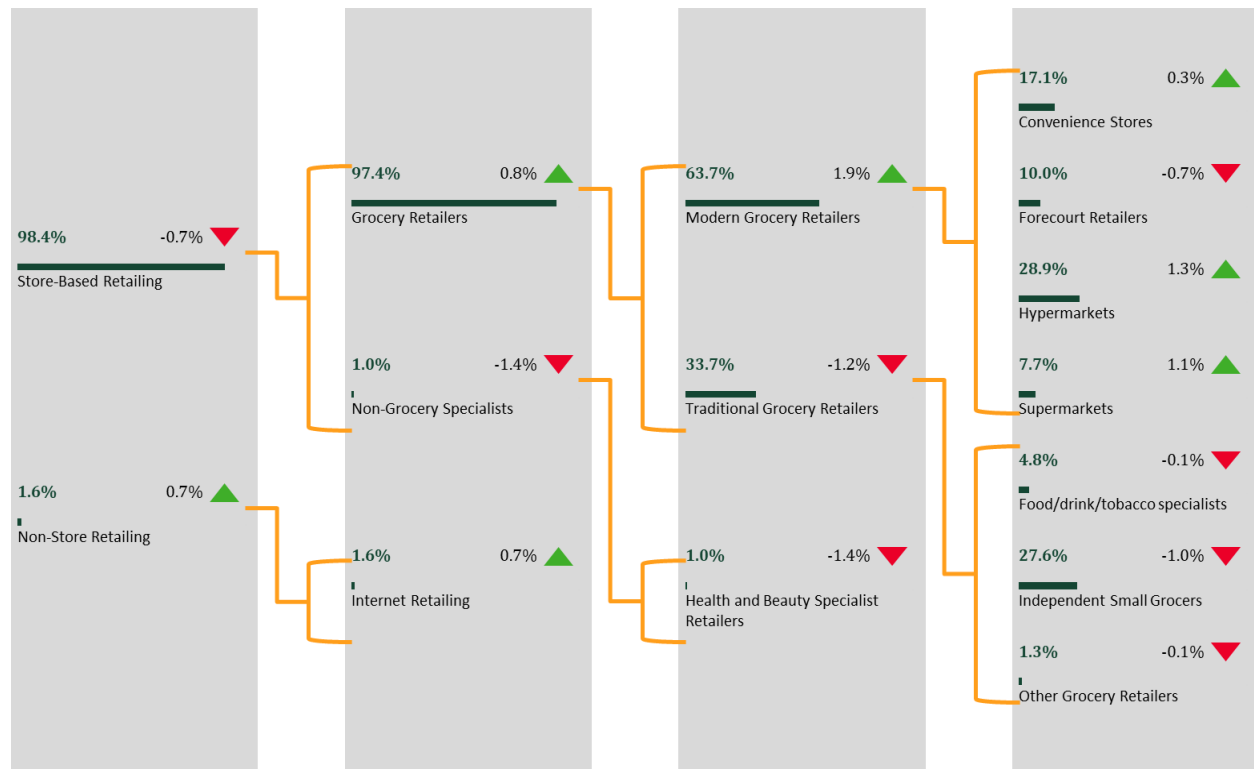 98.4% -0.7%
Store-Based Retailing
1.6% 0.7%
Non-Store Retailing
97.4% 0.8%
Grocery Retailers
1.0% -1.4%
Non-Grocery Specialists
1.6% 0.7%
Internet Retailing
63.7% 1.9%
Modern Grocery Retailers
33.7% -1.2%
Traditional Grocery Retailers
1.0% -1.4%
Health and Beauty Specialist
Retailers
17.1% 0.3%
Convenience Stores
10.0% -0.7%
Forecourt Retailers
28.9% 1.3%
Hypermarkets
7.7% 1.1%
Supermarkets
4.8% -0.1%
Food/drink/tobacco specialists
27.6% -1.0%
Independent Small Grocers
1.3% -0.1%
Other Grocery Retailers